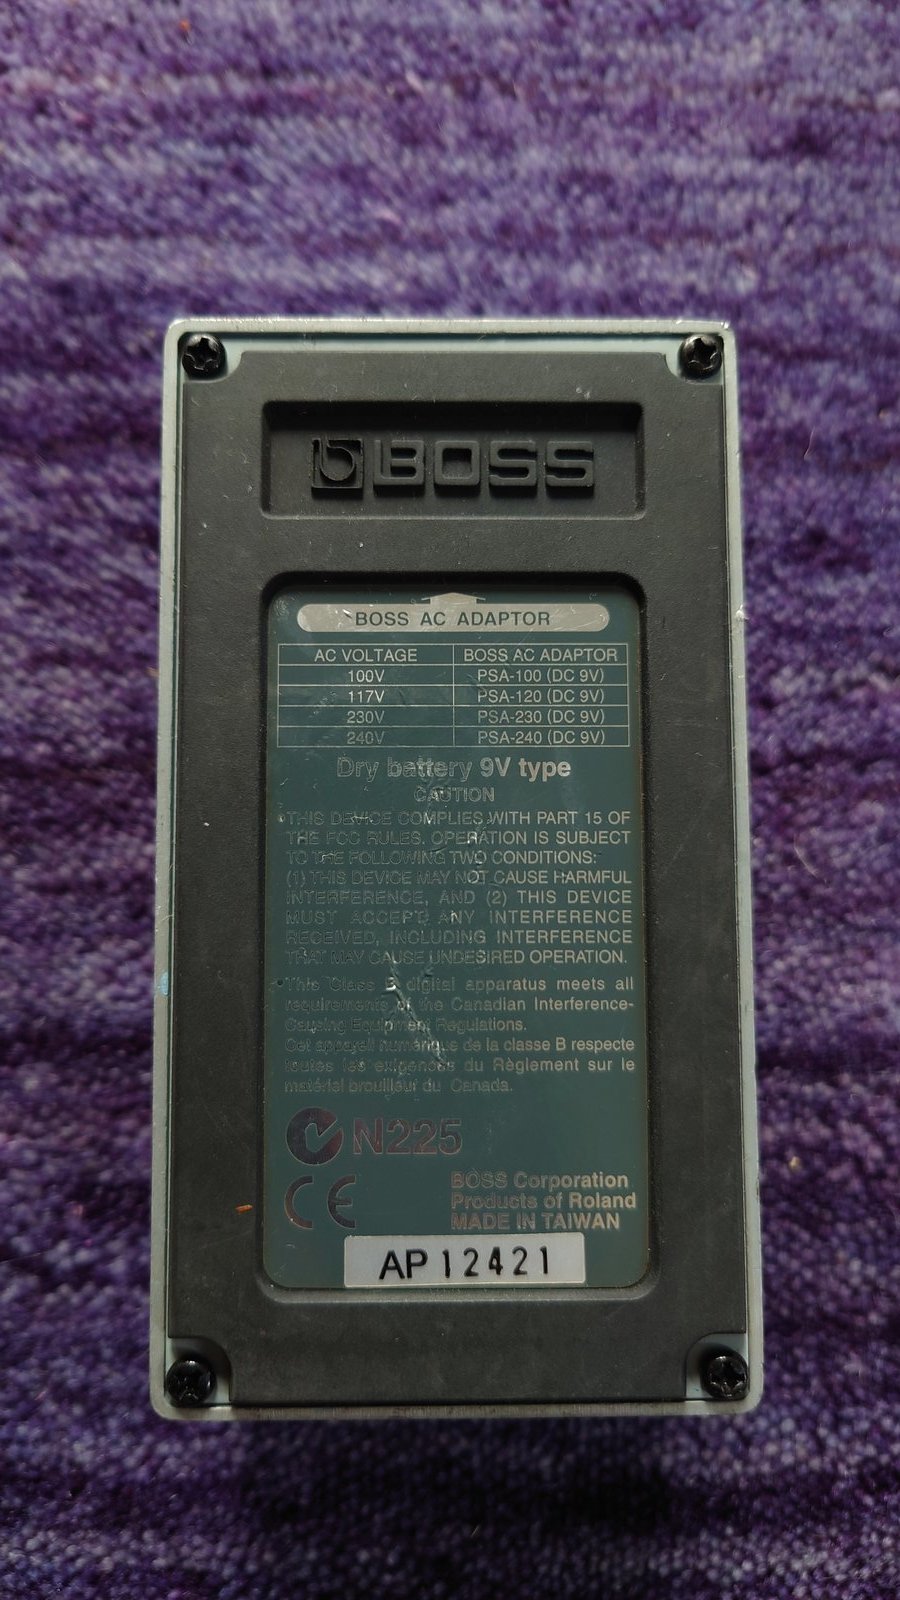 BOSS
BOSS AC ADAPTOR
AC VOLTAGE BOSS AC ADAPTOR
100V PSA-100 (DC 9V)
117V PSA-120 (DC 9V)
230V PSA-230 (DC 9V)
240V PSA-240 (DC 9V)
Dry battery 9V type
CAUTION
•THIS DEVICE COMPLIES WITH PART 15 OF
THE FCC RULES. OPERATION IS SUBJECT
TO THE FOLLOWING TWO CONDITIONS:
(1) THIS DEVICE MAY NOT CAUSE HARMFUL
INTERFERENCE, AND (2) THIS DEVICE
MUST ACCEPT ANY INTERFERENCE
RECEIVED, INCLUDING INTERFERENCE
THAT MAY CAUSE UNDESIRED OPERATION.
•This Class B digital apparatus meets all
requirements of the Canadian Interference-
Causing Equipment Regulations.
Cet appareil numérique de la classe B respecte
toutes les exigences du Règlement sur le
matériel brouilleur du Canada.
N225
CE
BOSS Corporation
Products of Roland
MADE IN TAIWAN
AP12421